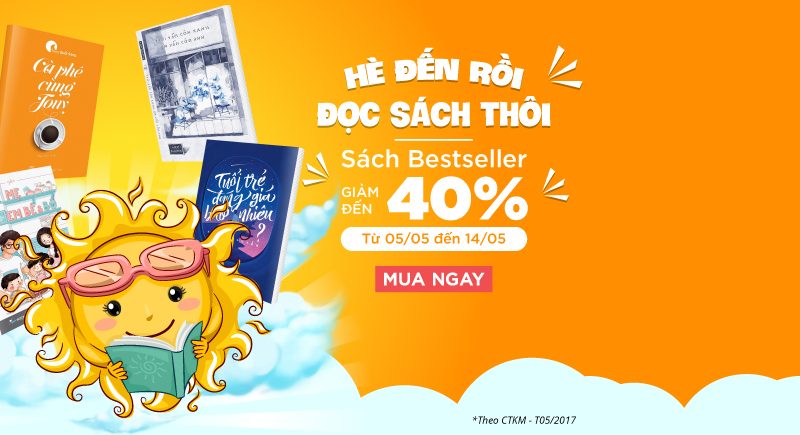 Cà phê
cùng
Tony
HÈ ĐẾN RỒI
ĐỌC SÁCH THÔI
Sách Bestseller
GIẢM
ĐẾN
40%
Từ 05/05 đến 14/05
MUA NGAY
Tuổi trẻ
đáng giá
bao nhiêu
?
*Theo CTKM - T05/2017